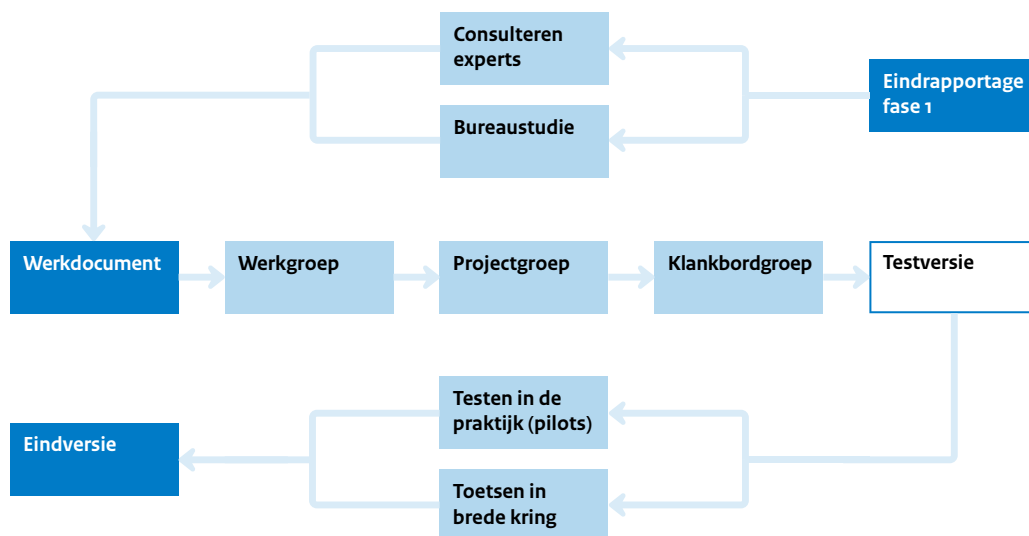 Consulteren
experts
Eindrapportage
fase 1
Bureaustudie
Werkdocument
Werkgroep
Projectgroep
Klankbordgroep
Testversie
Testen in de
praktijk (pilots)
Eindversie
Toetsen in
brede kring